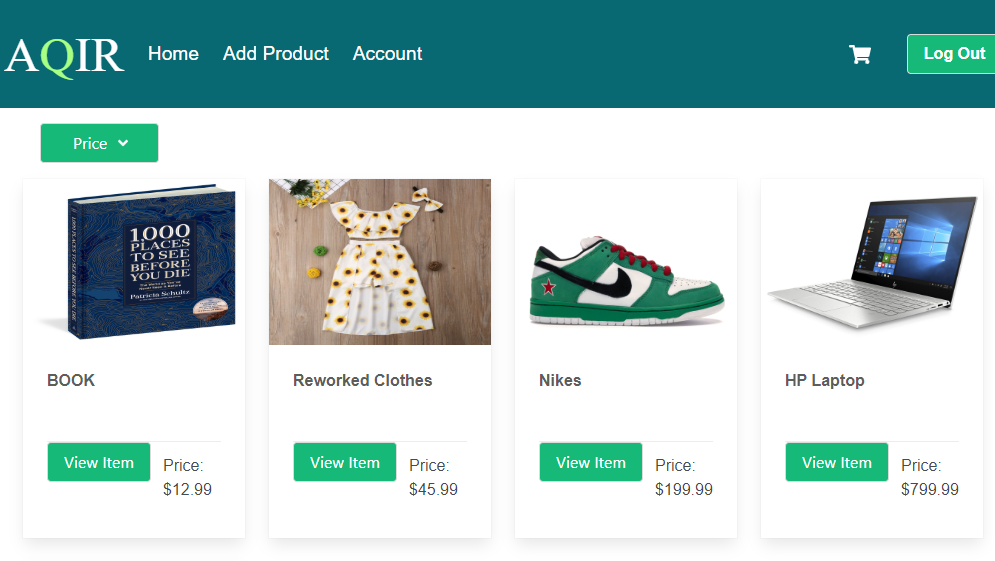 AQIR
Home Add Product Account
Log Out
Price
1,000
PLACES
TO SEE
BEFORE
YOU DIE
Patricia Schultz
BOOK
Reworked Clothes
Nikes
HP Laptop
View Item
Price:
$12.99
View Item
Price:
$45.99
View Item
Price:
$199.99
View Item
Price:
$799.99